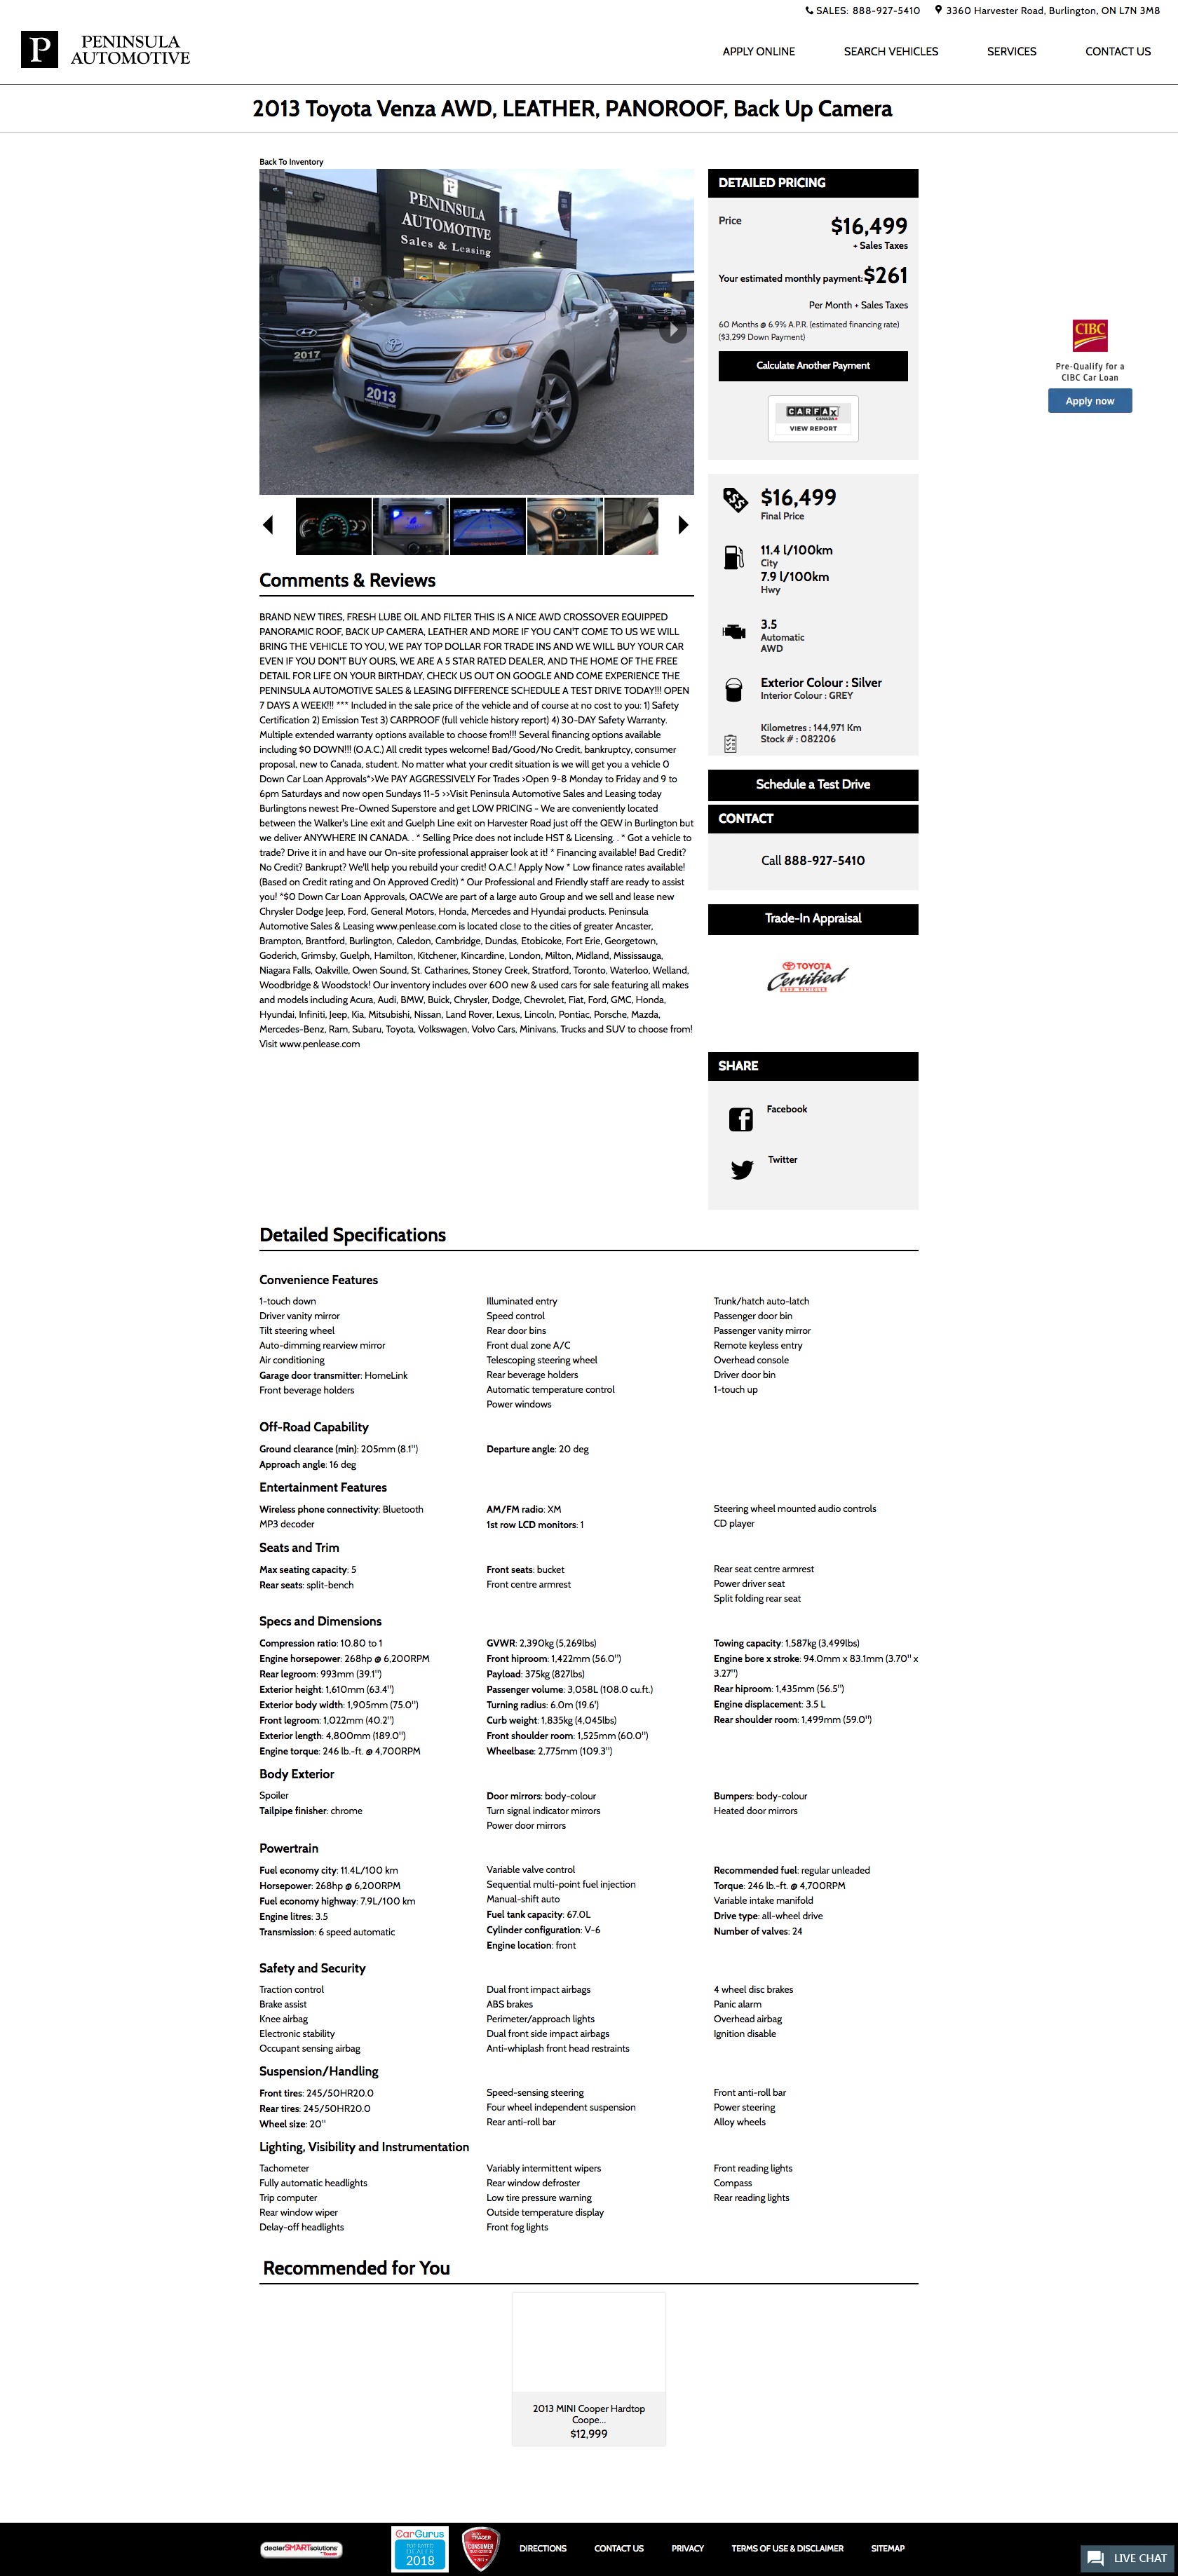 SALES: 888-927-5410 3360 Harvester Road, Burlington, ON L7N 3M8
P PENINSULA
AUTOMOTIVE
APPLY ONLINE SEARCH VEHICLES SERVICES CONTACT US
2013 Toyota Venza AWD, LEATHER, PANOROOF, Back Up Camera
Back To Inventory
P
PENINSULA
AUTOMOTIVE
Sales & Leasing
2017
2013
DETAILED PRICING
Price $16,499
+ Sales Taxes
Your estimated monthly payment: $261
Per Month + Sales Taxes
60 Months @ 6.9% A.P.R. (estimated financing rate)
($3,299 Down Payment)
Calculate Another Payment
CARFAX
CANADA
VIEW REPORT
CIBC
Pre-Qualify for a
CIBC Car Loan
Apply now
$16,499
Final Price
11.4 l/100km
City
7.9 l/100km
Hwy
3.5
Automatic
AWD
Exterior Colour : Silver
Interior Colour : GREY
Kilometres : 144,971 Km
Stock # : 082206
Schedule a Test Drive
CONTACT
Call 888-927-5410
Trade-In Appraisal
TOYOTA
Certified
USED VEHICLES
SHARE
Facebook
Twitter
Comments & Reviews
BRAND NEW TIRES, FRESH LUBE OIL AND FILTER THIS IS A NICE AWD CROSSOVER EQUIPPED
PANORAMIC ROOF, BACK UP CAMERA, LEATHER AND MORE IF YOU CAN'T COME TO US WE WILL
BRING THE VEHICLE TO YOU, WE PAY TOP DOLLAR FOR TRADE INS AND WE WILL BUY YOUR CAR
EVEN IF YOU DON'T BUY OURS, WE ARE A 5 STAR RATED DEALER, AND THE HOME OF THE FREE
DETAIL FOR LIFE ON YOUR BIRTHDAY, CHECK US OUT ON GOOGLE AND COME EXPERIENCE THE
PENINSULA AUTOMOTIVE SALES & LEASING DIFFERENCE SCHEDULE A TEST DRIVE TODAY!!! OPEN
7 DAYS A WEEK!!! *** Included in the sale price of the vehicle and of course at no cost to you: 1) Safety
Certification 2) Emission Test 3) CARPROOF (full vehicle history report) 4) 30-DAY Safety Warranty.
Multiple extended warranty options available to choose from!!! Several financing options available
including $0 DOWN!!! (O.A.C.) All credit types welcome! Bad/Good/No Credit, bankruptcy, consumer
proposal, new to Canada, student. No matter what your credit situation is we will get you a vehicle 0
Down Car Loan Approvals*>We PAY AGGRESSIVELY For Trades >Open 9-8 Monday to Friday and 9 to
6pm Saturdays and now open Sundays 11-5 >>Visit Peninsula Automotive Sales and Leasing today
Burlingtons newest Pre-Owned Superstore and get LOW PRICING - We are conveniently located
between the Walker's Line exit and Guelph Line exit on Harvester Road just off the QEW in Burlington but
we deliver ANYWHERE IN CANADA. . * Selling Price does not include HST & Licensing. . * Got a vehicle to
trade? Drive it in and have our On-site professional appraiser look at it! * Financing available! Bad Credit?
No Credit? Bankrupt? We'll help you rebuild your credit! O.A.C.! Apply Now * Low finance rates available!
(Based on Credit rating and On Approved Credit) * Our Professional and Friendly staff are ready to assist
you! *$0 Down Car Loan Approvals, OACWe are part of a large auto Group and we sell and lease new
Chrysler Dodge Jeep, Ford, General Motors, Honda, Mercedes and Hyundai products. Peninsula
Automotive Sales & Leasing www.penlease.com is located close to the cities of greater Ancaster,
Brampton, Brantford, Burlington, Caledon, Cambridge, Dundas, Etobicoke, Fort Erie, Georgetown,
Goderich, Grimsby, Guelph, Hamilton, Kitchener, Kincardine, London, Milton, Midland, Mississauga,
Niagara Falls, Oakville, Owen Sound, St. Catharines, Stoney Creek, Stratford, Toronto, Waterloo, Welland,
Woodbridge & Woodstock! Our inventory includes over 600 new & used cars for sale featuring all makes
and models including Acura, Audi, BMW, Buick, Chrysler, Dodge, Chevrolet, Fiat, Ford, GMC, Honda,
Hyundai, Infiniti, Jeep, Kia, Mitsubishi, Nissan, Land Rover, Lexus, Lincoln, Pontiac, Porsche, Mazda,
Mercedes-Benz, Ram, Subaru, Toyota, Volkswagen, Volvo Cars, Minivans, Trucks and SUV to choose from!
Visit www.penlease.com
Detailed Specifications
Convenience Features
1-touch down Illuminated entry Trunk/hatch auto-latch
Driver vanity mirror Speed control Passenger door bin
Tilt steering wheel Rear door bins Passenger vanity mirror
Auto-dimming rearview mirror Front dual zone A/C Remote keyless entry
Air conditioning Telescoping steering wheel Overhead console
Garage door transmitter: HomeLink Rear beverage holders Driver door bin
Front beverage holders Automatic temperature control 1-touch up
Power windows
Off-Road Capability
Ground clearance (min): 205mm (8.1") Departure angle: 20 deg
Approach angle: 16 deg
Entertainment Features
Wireless phone connectivity: Bluetooth AM/FM radio: XM Steering wheel mounted audio controls
MP3 decoder 1st row LCD monitors: 1 CD player
Seats and Trim
Max seating capacity: 5 Front seats: bucket Rear seat centre armrest
Rear seats: split-bench Front centre armrest Power driver seat
Split folding rear seat
Specs and Dimensions
Compression ratio: 10.80 to 1 GVWR: 2,390kg (5,269lbs) Towing capacity: 1,587kg (3,499lbs)
Engine horsepower: 268hp @ 6,200RPM Front hiproom: 1,422mm (56.0") Engine bore x stroke: 94.0mm x 83.1mm (3.70" x
3.27")
Rear legroom: 993mm (39.1") Payload: 375kg (827lbs)
Exterior height: 1,610mm (63.4") Passenger volume: 3,058L (108.0 cu.ft.) Rear hiproom: 1,435mm (56.5")
Exterior body width: 1,905mm (75.0") Turning radius: 6.0m (19.6') Engine displacement: 3.5 L
Front legroom: 1,022mm (40.2") Curb weight: 1,835kg (4,045lbs) Rear shoulder room: 1,499mm (59.0")
Exterior length: 4,800mm (189.0") Front shoulder room: 1,525mm (60.0")
Engine torque: 246 lb.-ft. @ 4,700RPM Wheelbase: 2,775mm (109.3")
Body Exterior
Spoiler Door mirrors: body-colour Bumpers: body-colour
Tailpipe finisher: chrome Turn signal indicator mirrors Heated door mirrors
Power door mirrors
Powertrain
Fuel economy city: 11.4L/100 km Variable valve control Recommended fuel: regular unleaded
Horsepower: 268hp @ 6,200RPM Sequential multi-point fuel injection Torque: 246 lb.-ft. @ 4,700RPM
Fuel economy highway: 7.9L/100 km Manual-shift auto Variable intake manifold
Engine litres: 3.5 Fuel tank capacity: 67.0L Drive type: all-wheel drive
Transmission: 6 speed automatic Cylinder configuration: V-6 Number of valves: 24
Engine location: front
Safety and Security
Traction control Dual front impact airbags 4 wheel disc brakes
Brake assist ABS brakes Panic alarm
Knee airbag Perimeter/approach lights Overhead airbag
Electronic stability Dual front side impact airbags Ignition disable
Occupant sensing airbag Anti-whiplash front head restraints
Suspension/Handling
Front tires: 245/50HR20.0 Speed-sensing steering Front anti-roll bar
Rear tires: 245/50HR20.0 Four wheel independent suspension Power steering
Wheel size: 20" Rear anti-roll bar Alloy wheels
Lighting, Visibility and Instrumentation
Tachometer Variably intermittent wipers Front reading lights
Fully automatic headlights Rear window defroster Compass
Trip computer Low tire pressure warning Rear reading lights
Rear window wiper Outside temperature display
Delay-off headlights Front fog lights
Recommended for You
2013 MINI Cooper Hardtop
Coope...
$12,999
dealerSMARTsolutions
CarGurus
TOP RATED
DEALER
2018
DIRECTIONS CONTACT US PRIVACY TERMS OF USE & DISCLAIMER SITEMAP
LIVE CHAT